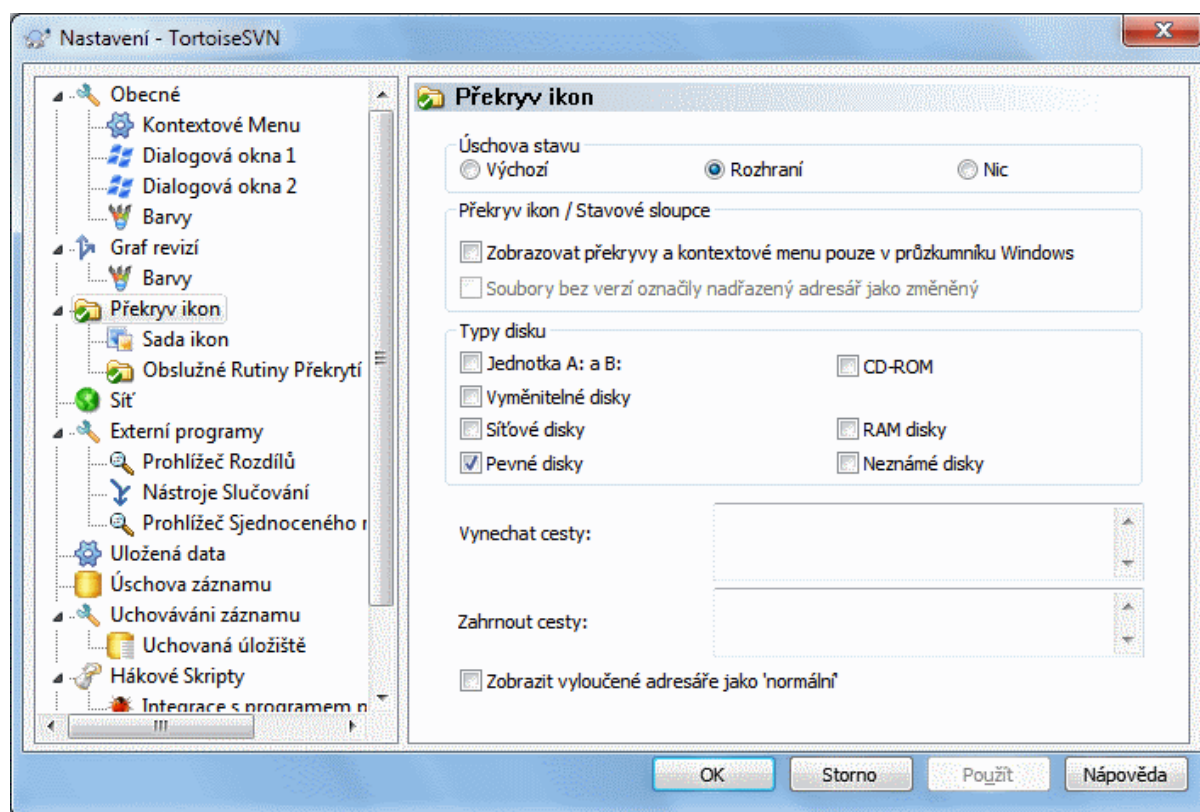 Nastavení - TortoiseSVN
Obecné
Kontextové Menu
Dialogová okna 1
Dialogová okna 2
Barvy
Graf revizí
Barvy
Překryv ikon
Sada ikon
Obslužné Rutiny Překrytí
Síť
Externí programy
Prohlížeč Rozdílů
Nástroje Slučování
Prohlížeč Sjednoceného r
Uložená data
Úschova záznamu
Uchováváni záznamu
Uchovaná úložiště
Hákové Skripty
Integrace s programem n
Překryv ikon
Úschova stavu
Výchozí Rozhraní Nic
Překryv ikon / Stavové sloupce
Zobrazovat překryvy a kontextové menu pouze v průzkumníku Windows
Soubory bez verzí označily nadřazený adresář jako změněný
Typy disku
Jednotka A: a B: CD-ROM
Vyměnitelné disky
Síťové disky RAM disky
Pevné disky Neznámé disky
Vynechat cesty:
Zahrnout cesty:
Zobrazit vyloučené adresáře jako 'normální'
OK Storno Použít Nápověda